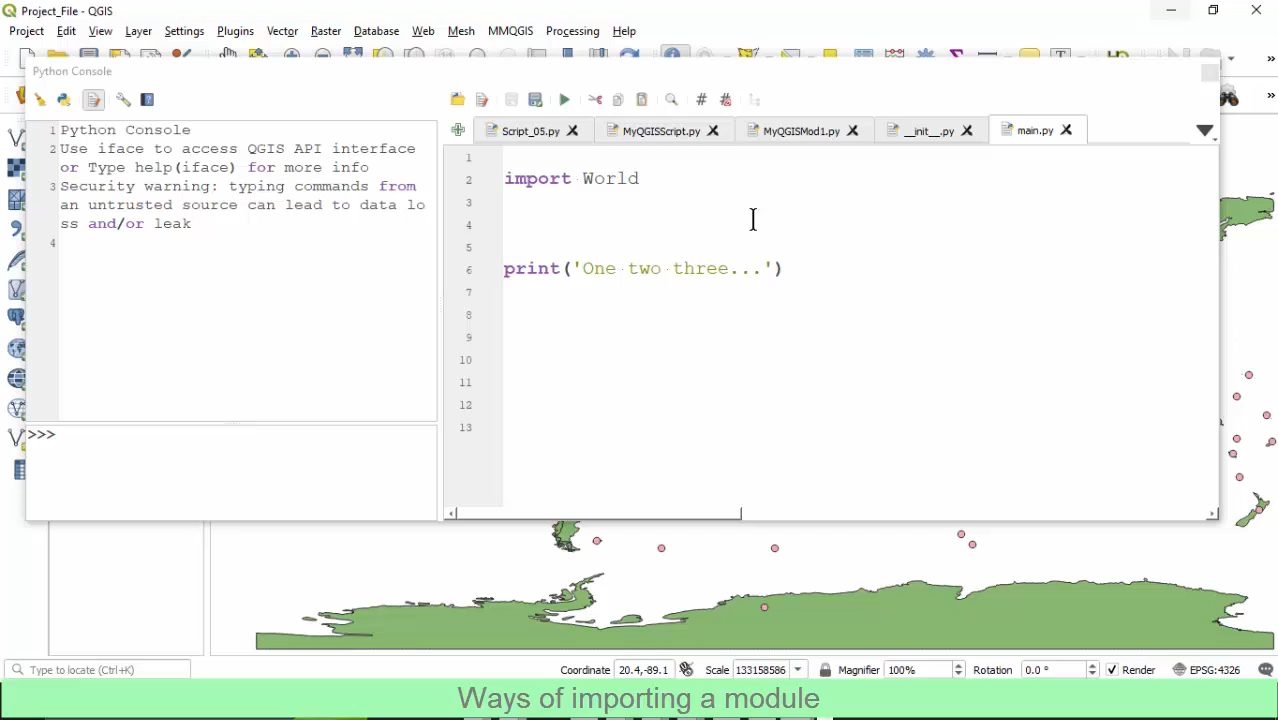 Project_File - QGIS
Project Edit View Layer Settings Plugins Vector Raster Database Web Mesh MMQGIS Processing Help
Python Console
Script_05.py MyQGISScript.py MyQGISMod1.py __init__.py main.py
1 Python Console
2 Use iface to access QGIS API interface
or Type help(iface) for more info
3 Security warning: typing commands from
an untrusted source can lead to data lo
ss and/or leak
4
>>>
1
2 import World
3
4
5
6 print('One two three...')
7
8
9
10
11
12
13
Type to locate (Ctrl+K) Coordinate 20.4,-89.1 Scale 133158586 Magnifier 100% Rotation 0.0 ° Render EPSG:4326
Ways of importing a module